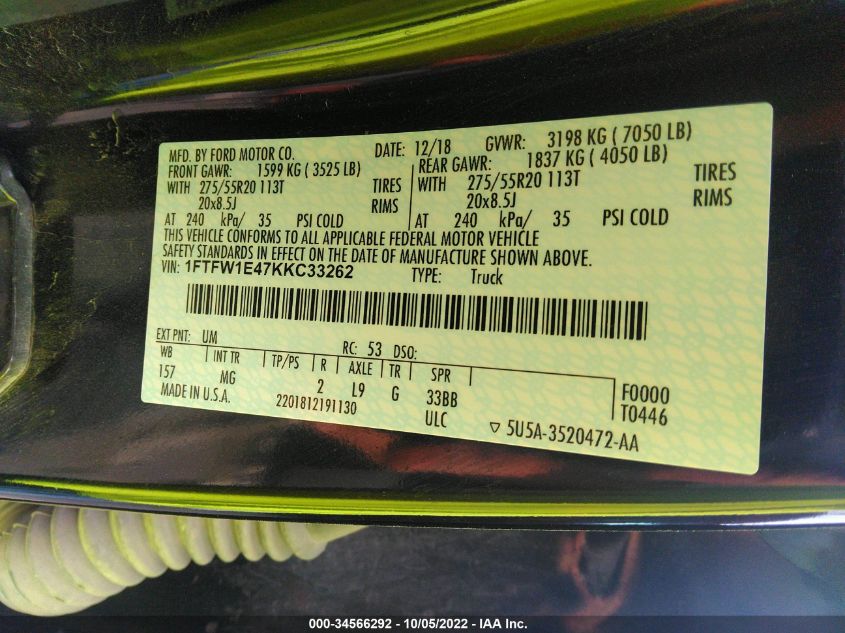 MFD. BY FORD MOTOR CO. DATE: 12/18 GVWR: 3198 KG ( 7050 LB)
FRONT GAWR: 1599 KG ( 3525 LB) REAR GAWR: 1837 KG ( 4050 LB)
WITH 275/55R20 113T TIRES WITH 275/55R20 113T TIRES
20x8.5J RIMS 20x8.5J RIMS
AT 240 kPa/ 35 PSI COLD AT 240 kPa/ 35 PSI COLD
THIS VEHICLE CONFORMS TO ALL APPLICABLE FEDERAL MOTOR VEHICLE
SAFETY STANDARDS IN EFFECT ON THE DATE OF MANUFACTURE SHOWN ABOVE.
VIN: 1FTFW1E47KKC33262 TYPE: Truck
EXT PNT: UM RC: 53 DSO:
WB INT TR TP/PS R AXLE TR SPR
157 MG 2 L9 G 33BB F0000
MADE IN U.S.A. 2201812191130 ULC T0446
▽ 5U5A-3520472-AA
000-34566292 - 10/05/2022 - IAA Inc.